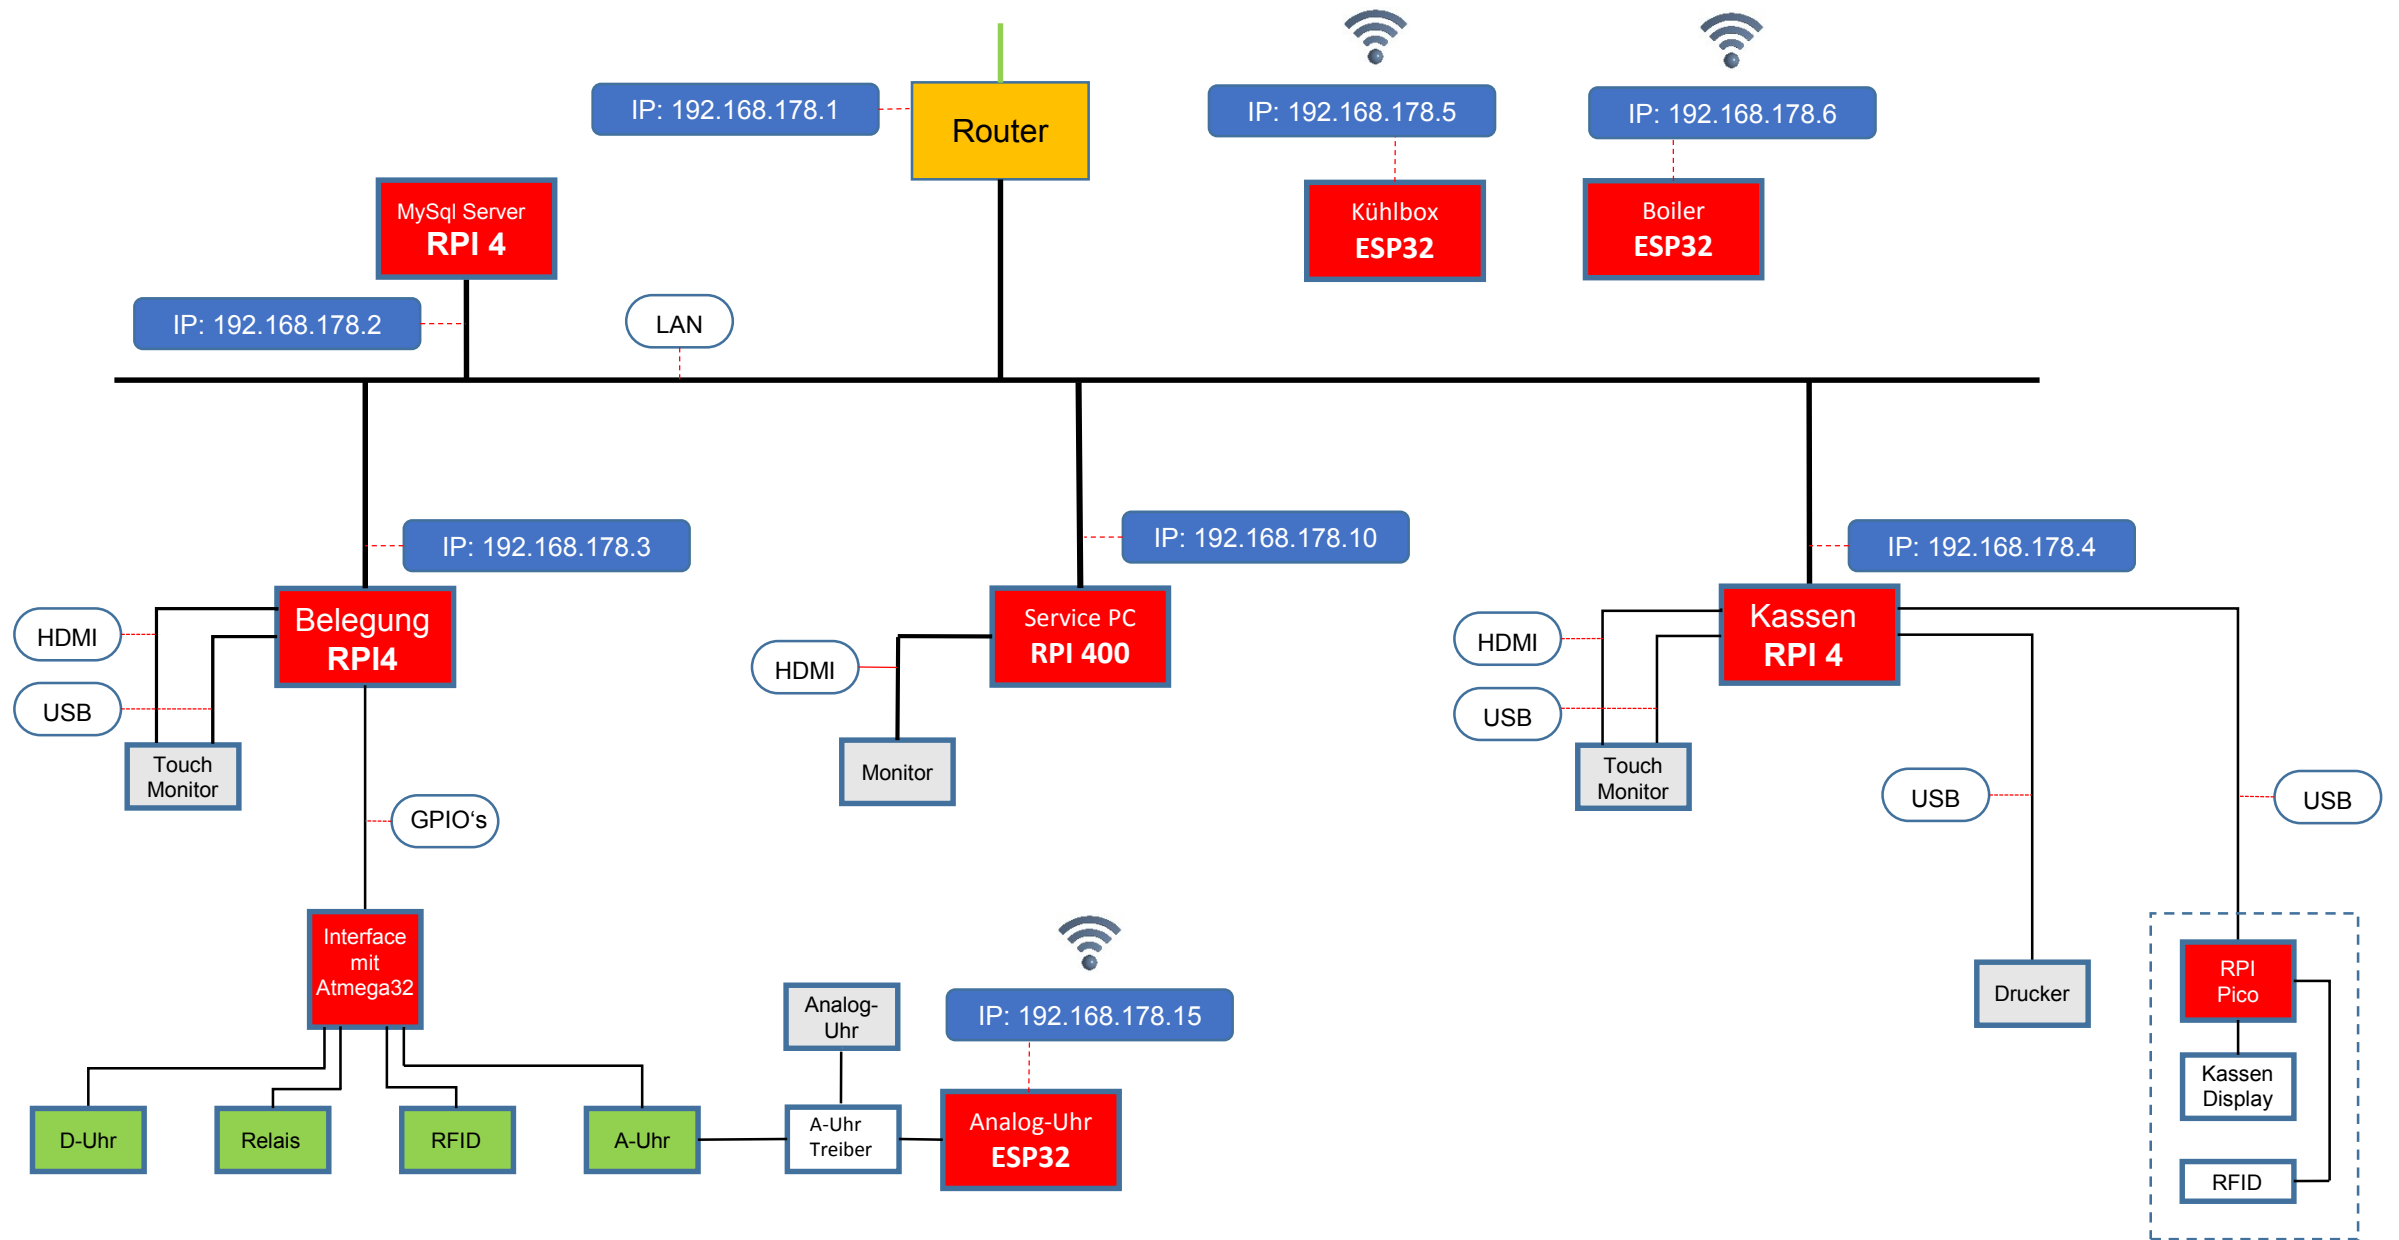 IP: 192.168.178.1
Router
IP: 192.168.178.5
IP: 192.168.178.6
MySql Server
RPI 4
Kühlbox
ESP32
Boiler
ESP32
IP: 192.168.178.2
LAN
IP: 192.168.178.3
IP: 192.168.178.10
IP: 192.168.178.4
HDMI
USB
Belegung
RPI4
Touch
Monitor
GPIO‘s
HDMI
Service PC
RPI 400
Monitor
HDMI
USB
Kassen
RPI 4
Touch
Monitor
USB
USB
Interface
mit
Atmega32
Analog-
Uhr
IP: 192.168.178.15
Drucker
RPI
Pico
Kassen
Display
RFID
D-Uhr
Relais
RFID
A-Uhr
A-Uhr
Treiber
Analog-Uhr
ESP32